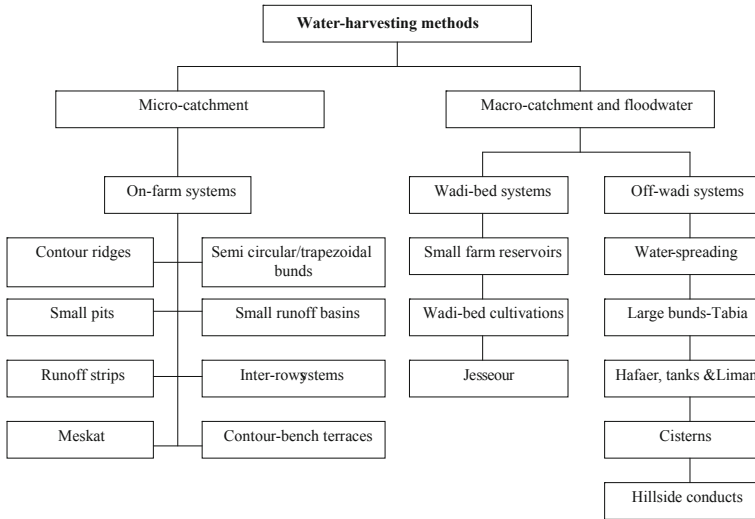 Water-harvesting methods
Micro-catchment
Macro-catchment and floodwater
On-farm systems
Wadi-bed systems
Off-wadi systems
Contour ridges
Semi circular/trapezoidal
bunds
Small farm reservoirs
Water-spreading
Small pits
Small runoff basins
Wadi-bed cultivations
Large bunds-Tabia
Runoff strips
Inter-rowsystems
Jesseour
Hafaer, tanks &Liman
Meskat
Contour-bench terraces
Cisterns
Hillside conducts